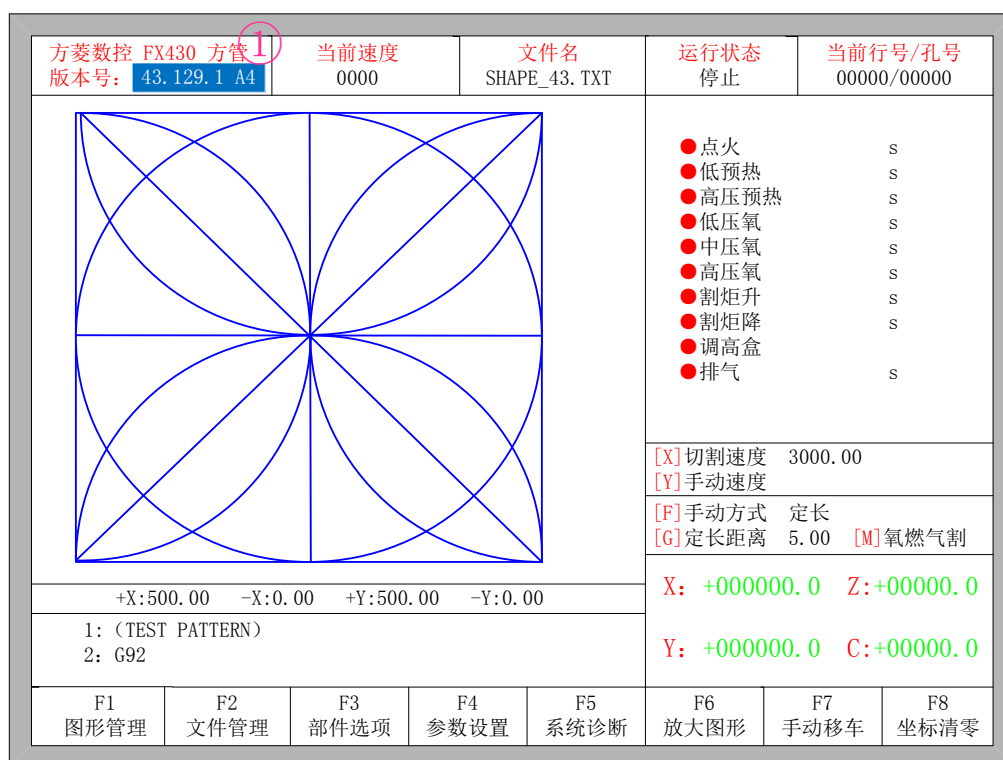 方菱数控 FX430 方管 ①
版本号: 43.129.1 A4
当前速度
0000
文件名
SHAPE_43.TXT
运行状态
停止
当前行号/孔号
00000/00000
点火 s
低预热 s
高压预热 s
低压氧 s
中压氧 s
高压氧 s
割炬升 s
割炬降 s
调高盒
排气 s
[X]切割速度 3000.00
[Y]手动速度
[F]手动方式 定长
[G]定长距离 5.00 [M]氧燃气割
X: +000000.0 Z:+00000.0
Y: +000000.0 C:+00000.0
+X:500.00 -X:0.00 +Y:500.00 -Y:0.00
1: (TEST PATTERN)
2: G92
F1
图形管理
F2
文件管理
F3
部件选项
F4
参数设置
F5
系统诊断
F6
放大图形
F7
手动移车
F8
坐标清零